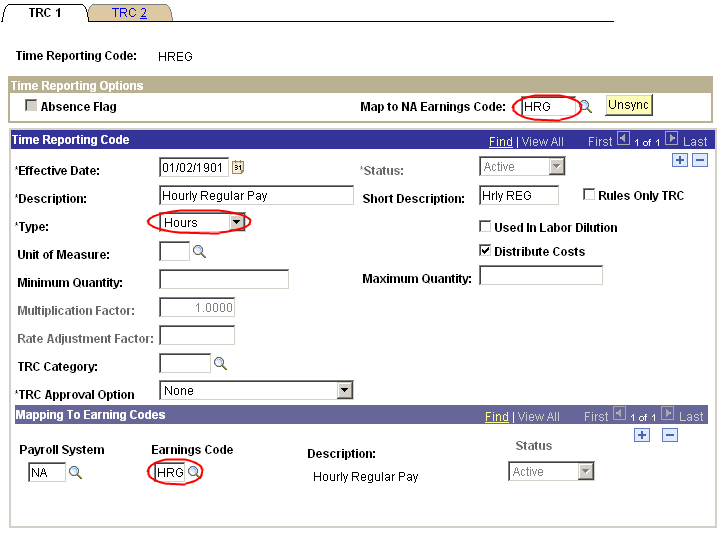 TRC 1 TRC 2
Time Reporting Code: HREG
Time Reporting Options
Absence Flag Map to NA Earnings Code: HRG Unsync
Time Reporting Code Find | View All First 1 of 1 Last
*Effective Date: 01/02/1901 31 *Status: Active
*Description: Hourly Regular Pay Short Description: Hrly REG Rules Only TRC
*Type: Hours Used In Labor Dilution
Unit of Measure: Distribute Costs
Minimum Quantity: Maximum Quantity:
Multiplication Factor: 1.0000
Rate Adjustment Factor:
TRC Category:
*TRC Approval Option None
Mapping To Earning Codes Find | View All First 1 of 1 Last
Payroll System Earnings Code Description: Status
NA HRG Hourly Regular Pay Active